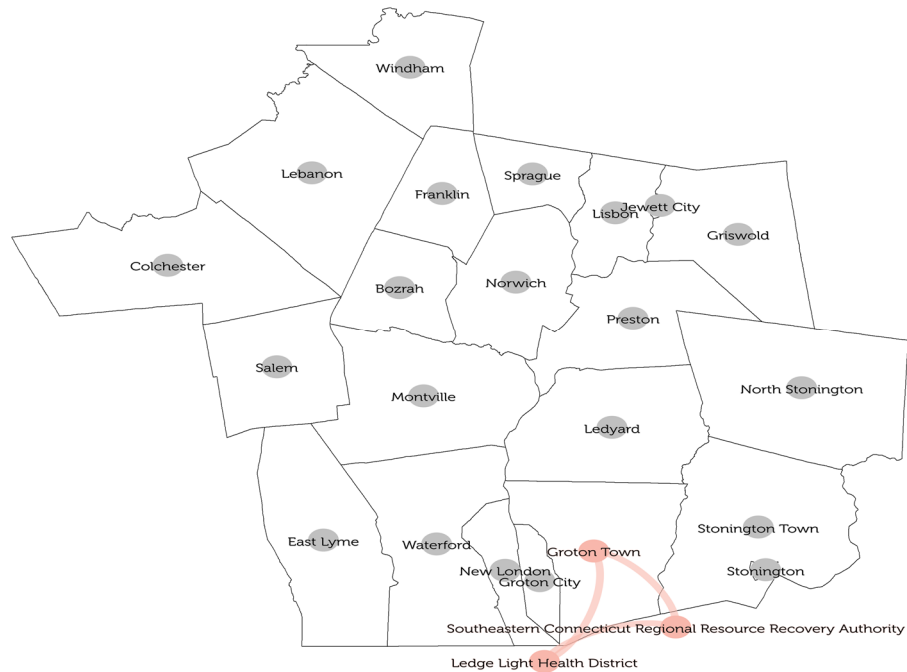 Windham
Lebanon
Sprague
Franklin
Jewett City
Lisbon
Griswold
Colchester
Norwich
Bozrah
Preston
Salem
North Stonington
Montville
Ledyard
Stonington Town
East Lyme
Waterford
Groton Town
New London
Stonington
Groton City
Southeastern Connecticut Regional Resource Recovery Authority
Ledge Light Health District